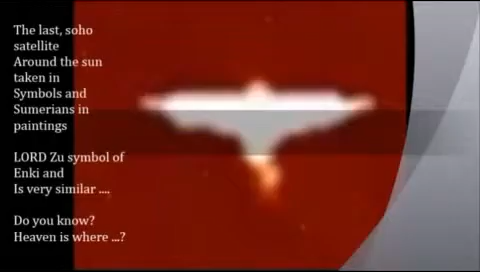 The last, soho
satellite
Around the sun
taken in
Symbols and
Sumerians in
paintings
LORD Zu symbol of
Enki and
Is very similar ....
Do you know?
Heaven is where ...?